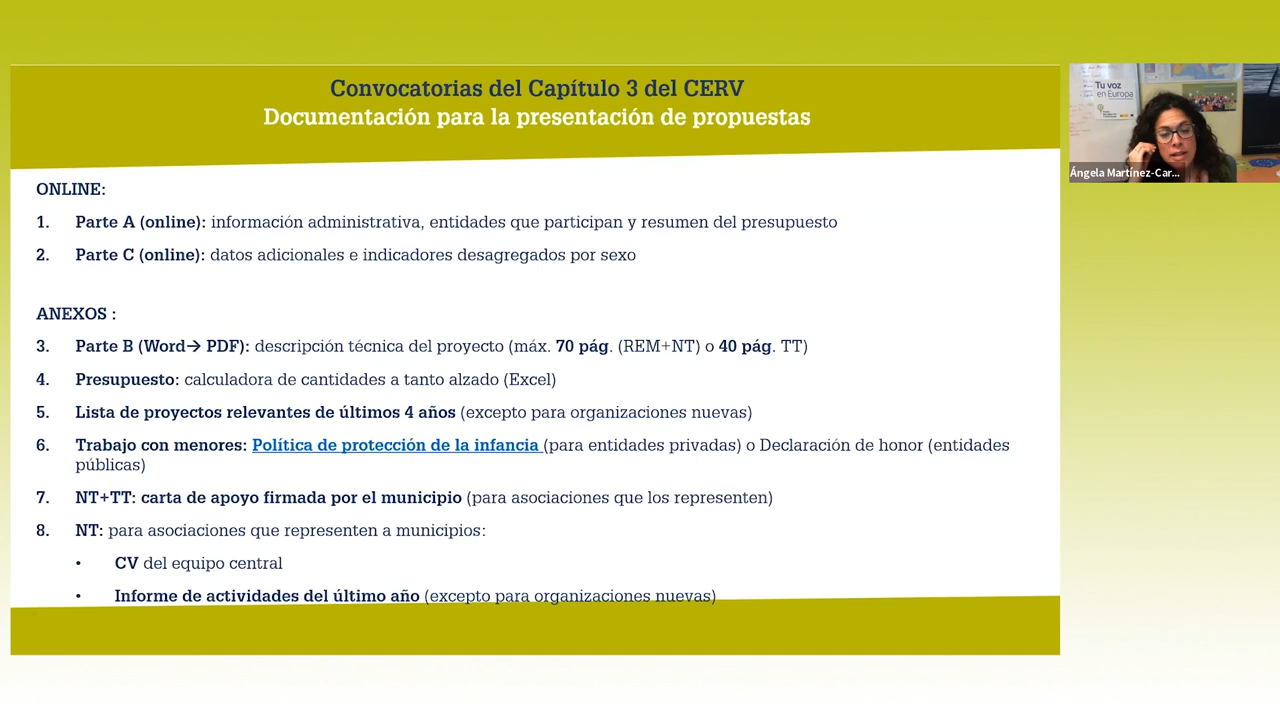 Convocatorias del Capítulo 3 del CERV
Documentación para la presentación de propuestas
Tu voz
en Europa
Ángela Martínez-Car...
ONLINE:
1. Parte A (online): información administrativa, entidades que participan y resumen del presupuesto
2. Parte C (online): datos adicionales e indicadores desagregados por sexo
ANEXOS :
3. Parte B (Word→ PDF): descripción técnica del proyecto (máx. 70 pág. (REM+NT) o 40 pág. TT)
4. Presupuesto: calculadora de cantidades a tanto alzado (Excel)
5. Lista de proyectos relevantes de últimos 4 años (excepto para organizaciones nuevas)
6. Trabajo con menores: Política de protección de la infancia (para entidades privadas) o Declaración de honor (entidades
públicas)
7. NT+TT: carta de apoyo firmada por el municipio (para asociaciones que los representen)
8. NT: para asociaciones que representen a municipios:
• CV del equipo central
• Informe de actividades del último año (excepto para organizaciones nuevas)